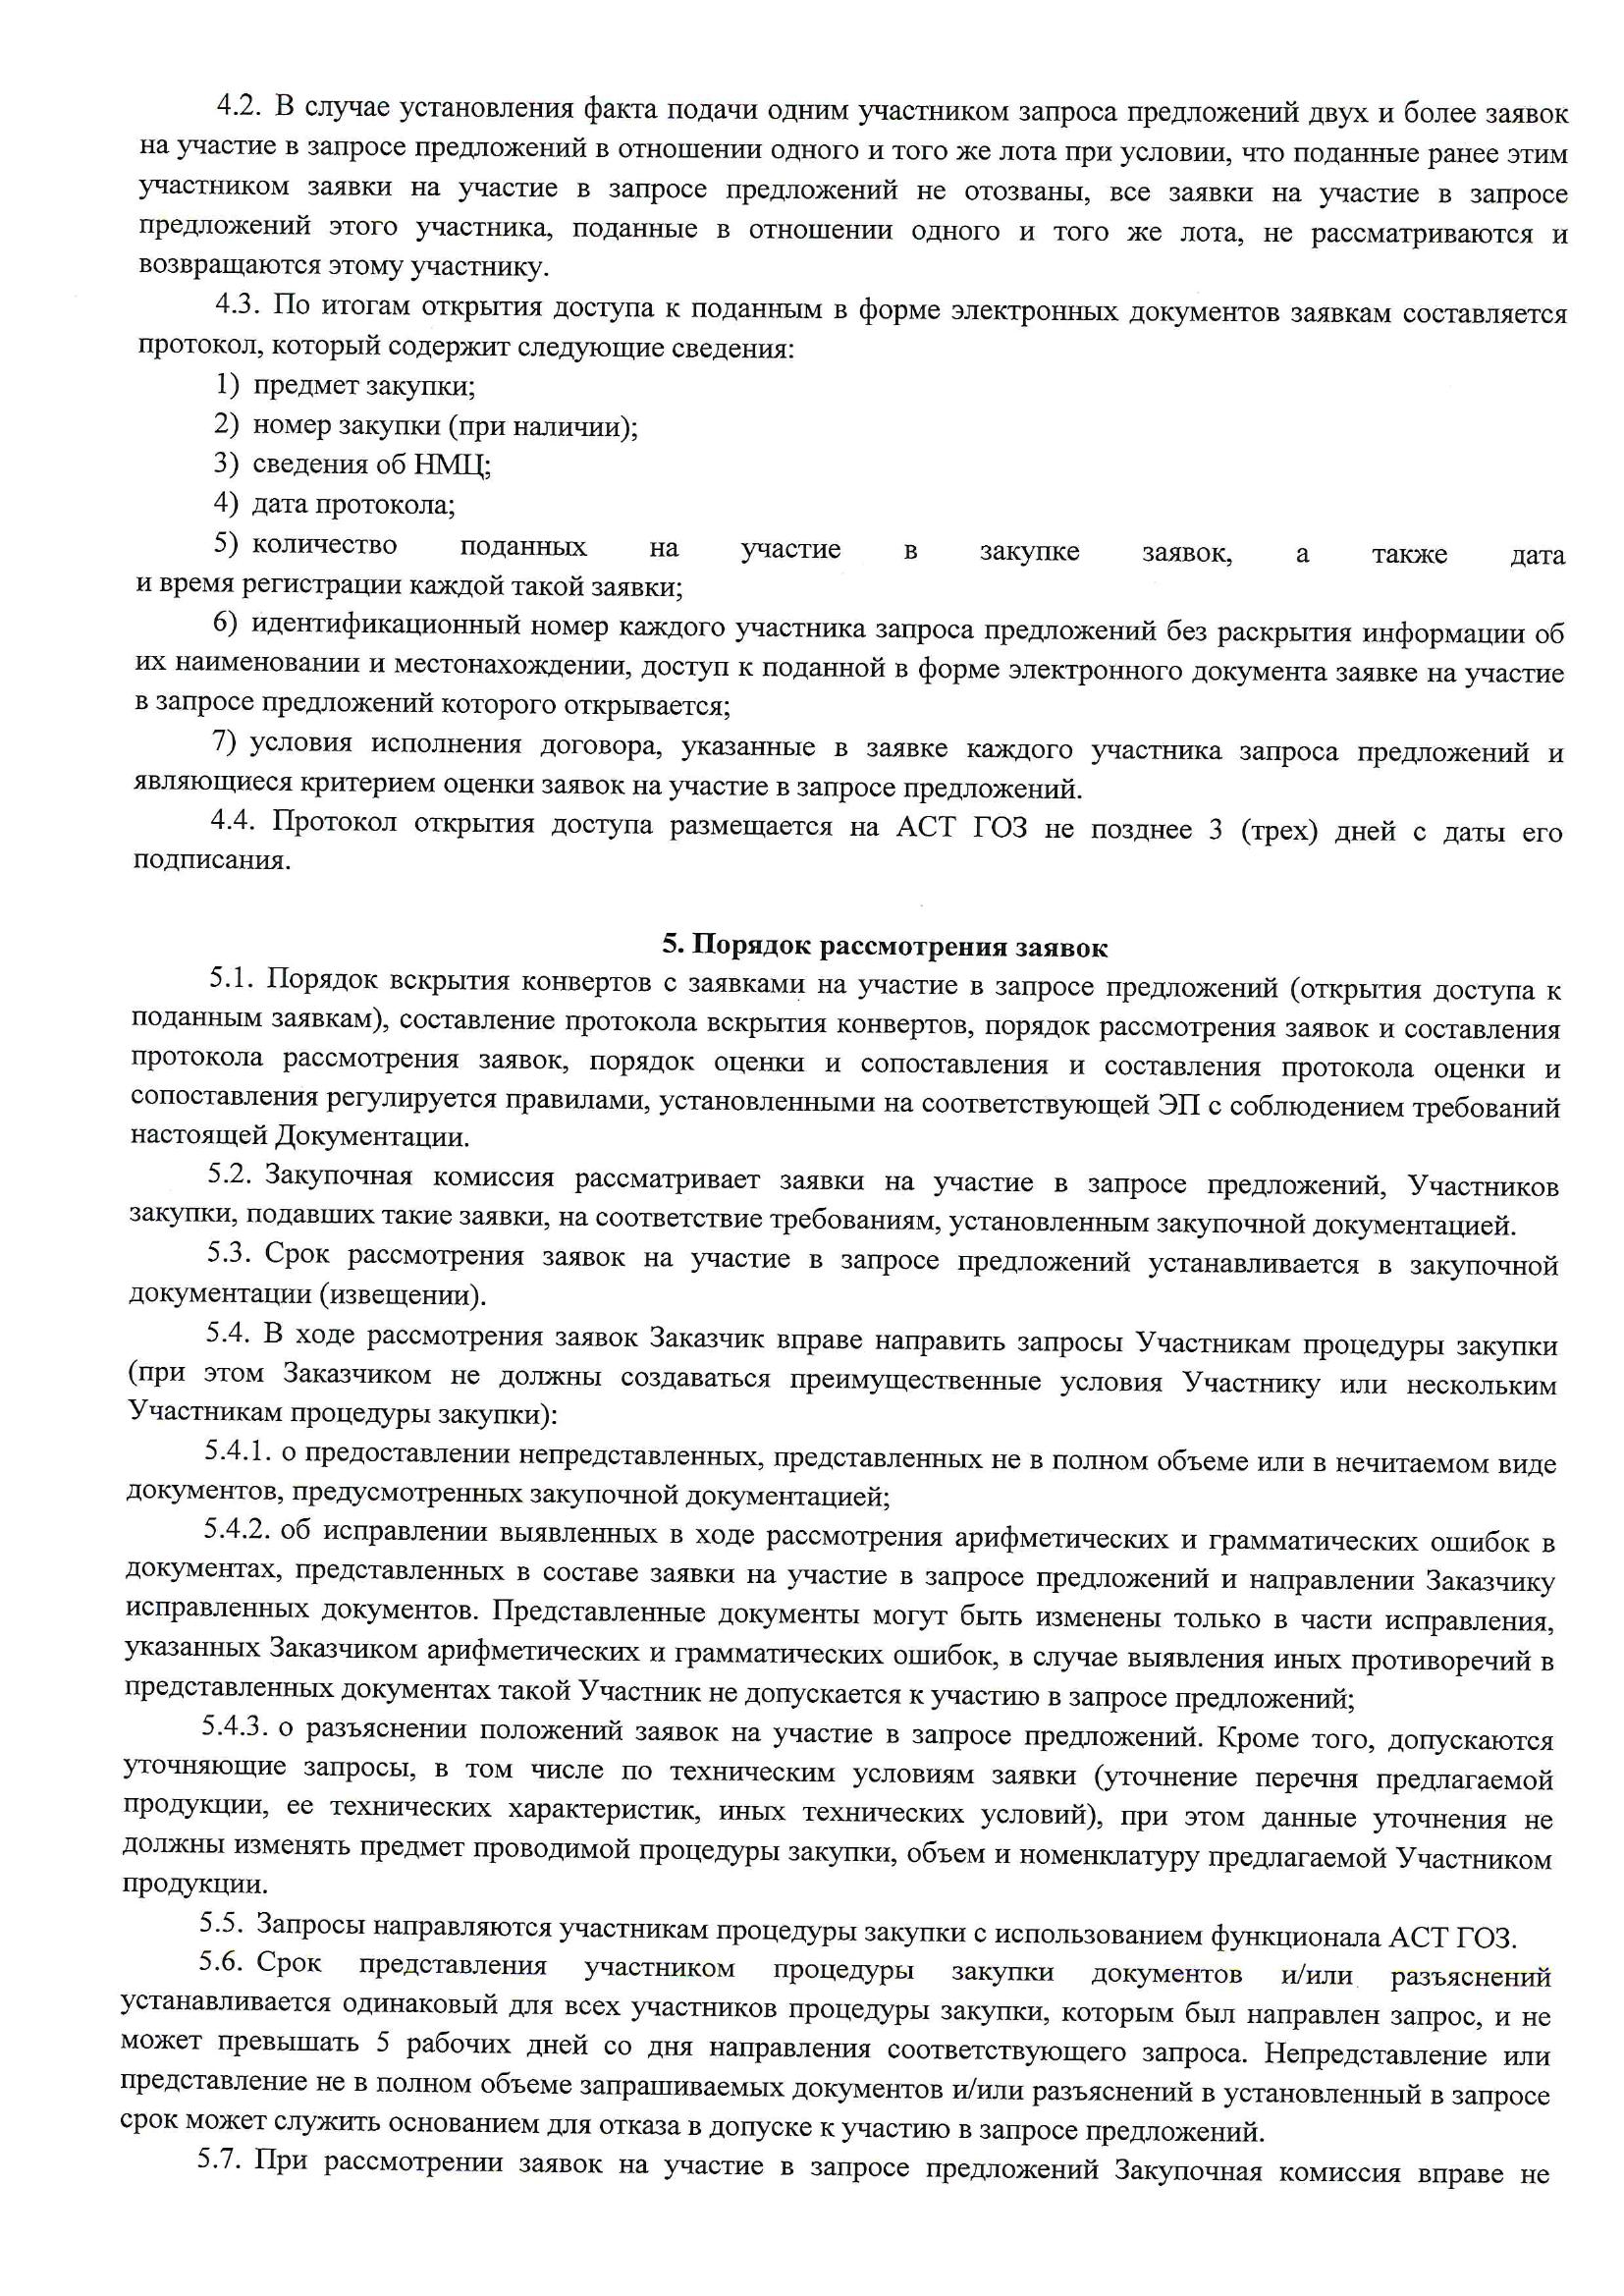 4.2. В случае установления факта подачи одним участником запроса предложений двух и более заявок
на участие в запросе предложений в отношении одного и того же лота при условии, что поданные ранее этим
участником заявки на участие в запросе предложений не отозваны, все заявки на участие в запросе
предложений этого участника, поданные в отношении одного и того же лота, не рассматриваются и
возвращаются этому участнику.
4.3. По итогам открытия доступа к поданным в форме электронных документов заявкам составляется
протокол, который содержит следующие сведения:
1) предмет закупки;
2) номер закупки (при наличии);
3) сведения об НМЦ;
4) дата протокола;
5) количество поданных на участие в закупке заявок, а также дата
и время регистрации каждой такой заявки;
6) идентификационный номер каждого участника запроса предложений без раскрытия информации об
их наименовании и местонахождении, доступ к поданной в форме электронного документа заявке на участие
в запросе предложений которого открывается;
7) условия исполнения договора, указанные в заявке каждого участника запроса предложений и
являющиеся критерием оценки заявок на участие в запросе предложений.
4.4. Протокол открытия доступа размещается на АСТ ГОЗ не позднее 3 (трех) дней с даты его
подписания.
5. Порядок рассмотрения заявок
5.1. Порядок вскрытия конвертов с заявками на участие в запросе предложений (открытия доступа к
поданным заявкам), составление протокола вскрытия конвертов, порядок рассмотрения заявок и составления
протокола рассмотрения заявок, порядок оценки и сопоставления и составления протокола оценки и
сопоставления регулируется правилами, установленными на соответствующей ЭП с соблюдением требований
настоящей Документации.
5.2. Закупочная комиссия рассматривает заявки на участие в запросе предложений, Участников
закупки, подавших такие заявки, на соответствие требованиям, установленным закупочной документацией.
5.3. Срок рассмотрения заявок на участие в запросе предложений устанавливается в закупочной
документации (извещении).
5.4. В ходе рассмотрения заявок Заказчик вправе направить запросы Участникам процедуры закупки
(при этом Заказчиком не должны создаваться преимущественные условия Участнику или нескольким
Участникам процедуры закупки):
5.4.1. о предоставлении непредставленных, представленных не в полном объеме или в нечитаемом виде
документов, предусмотренных закупочной документацией;
5.4.2. об исправлении выявленных в ходе рассмотрения арифметических и грамматических ошибок в
документах, представленных в составе заявки на участие в запросе предложений и направлении Заказчику
исправленных документов. Представленные документы могут быть изменены только в части исправления,
указанных Заказчиком арифметических и грамматических ошибок, в случае выявления иных противоречий в
представленных документах такой Участник не допускается к участию в запросе предложений;
5.4.3. о разъяснении положений заявок на участие в запросе предложений. Кроме того, допускаются
уточняющие запросы, в том числе по техническим условиям заявки (уточнение перечня предлагаемой
продукции, ее технических характеристик, иных технических условий), при этом данные уточнения не
должны изменять предмет проводимой процедуры закупки, объем и номенклатуру предлагаемой Участником
продукции.
5.5. Запросы направляются участникам процедуры закупки с использованием функционала АСТ ГОЗ.
5.6. Срок представления участником процедуры закупки документов и/или разъяснений
устанавливается одинаковый для всех участников процедуры закупки, которым был направлен запрос, и не
может превышать 5 рабочих дней со дня направления соответствующего запроса. Непредставление или
представление не в полном объеме запрашиваемых документов и/или разъяснений в установленный в запросе
срок может служить основанием для отказа в допуске к участию в запросе предложений.
5.7. При рассмотрении заявок на участие в запросе предложений Закупочная комиссия вправе не